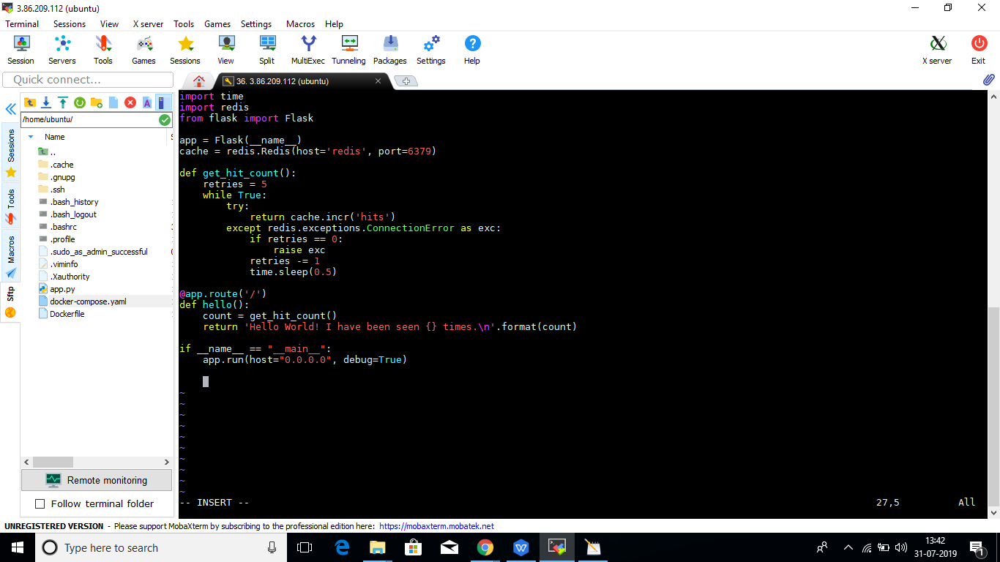 3.86.209.112 (ubuntu)
Terminal Sessions View X server Tools Games Settings Macros Help
Session Servers Tools Games Sessions View Split MultiExec Tunneling Packages Settings Help X server Exit
Quick connect...
36. 3.86.209.112 (ubuntu)
/home/ubuntu/
Name
..
.cache
.gnupg
.ssh
.bash_history
.bash_logout
.bashrc
.profile
.sudo_as_admin_successful
.viminfo
.Xauthority
app.py
docker-compose.yaml
Dockerfile
Sessions
Tools
Macros
Sftp
Remote monitoring
Follow terminal folder
import time
import redis
from flask import Flask
app = Flask(__name__)
cache = redis.Redis(host='redis', port=6379)
def get_hit_count():
    retries = 5
    while True:
        try:
            return cache.incr('hits')
        except redis.exceptions.ConnectionError as exc:
            if retries == 0:
                raise exc
            retries -= 1
            time.sleep(0.5)
@app.route('/')
def hello():
    count = get_hit_count()
    return 'Hello World! I have been seen {} times.\n'.format(count)
if __name__ == "__main__":
    app.run(host="0.0.0.0", debug=True)
~
~
~
~
~
~
~
~
~
~
-- INSERT -- 27,5 All
UNREGISTERED VERSION - Please support MobaXterm by subscribing to the professional edition here: https://mobaxterm.mobatek.net
Type here to search
13:42
31-07-2019
1